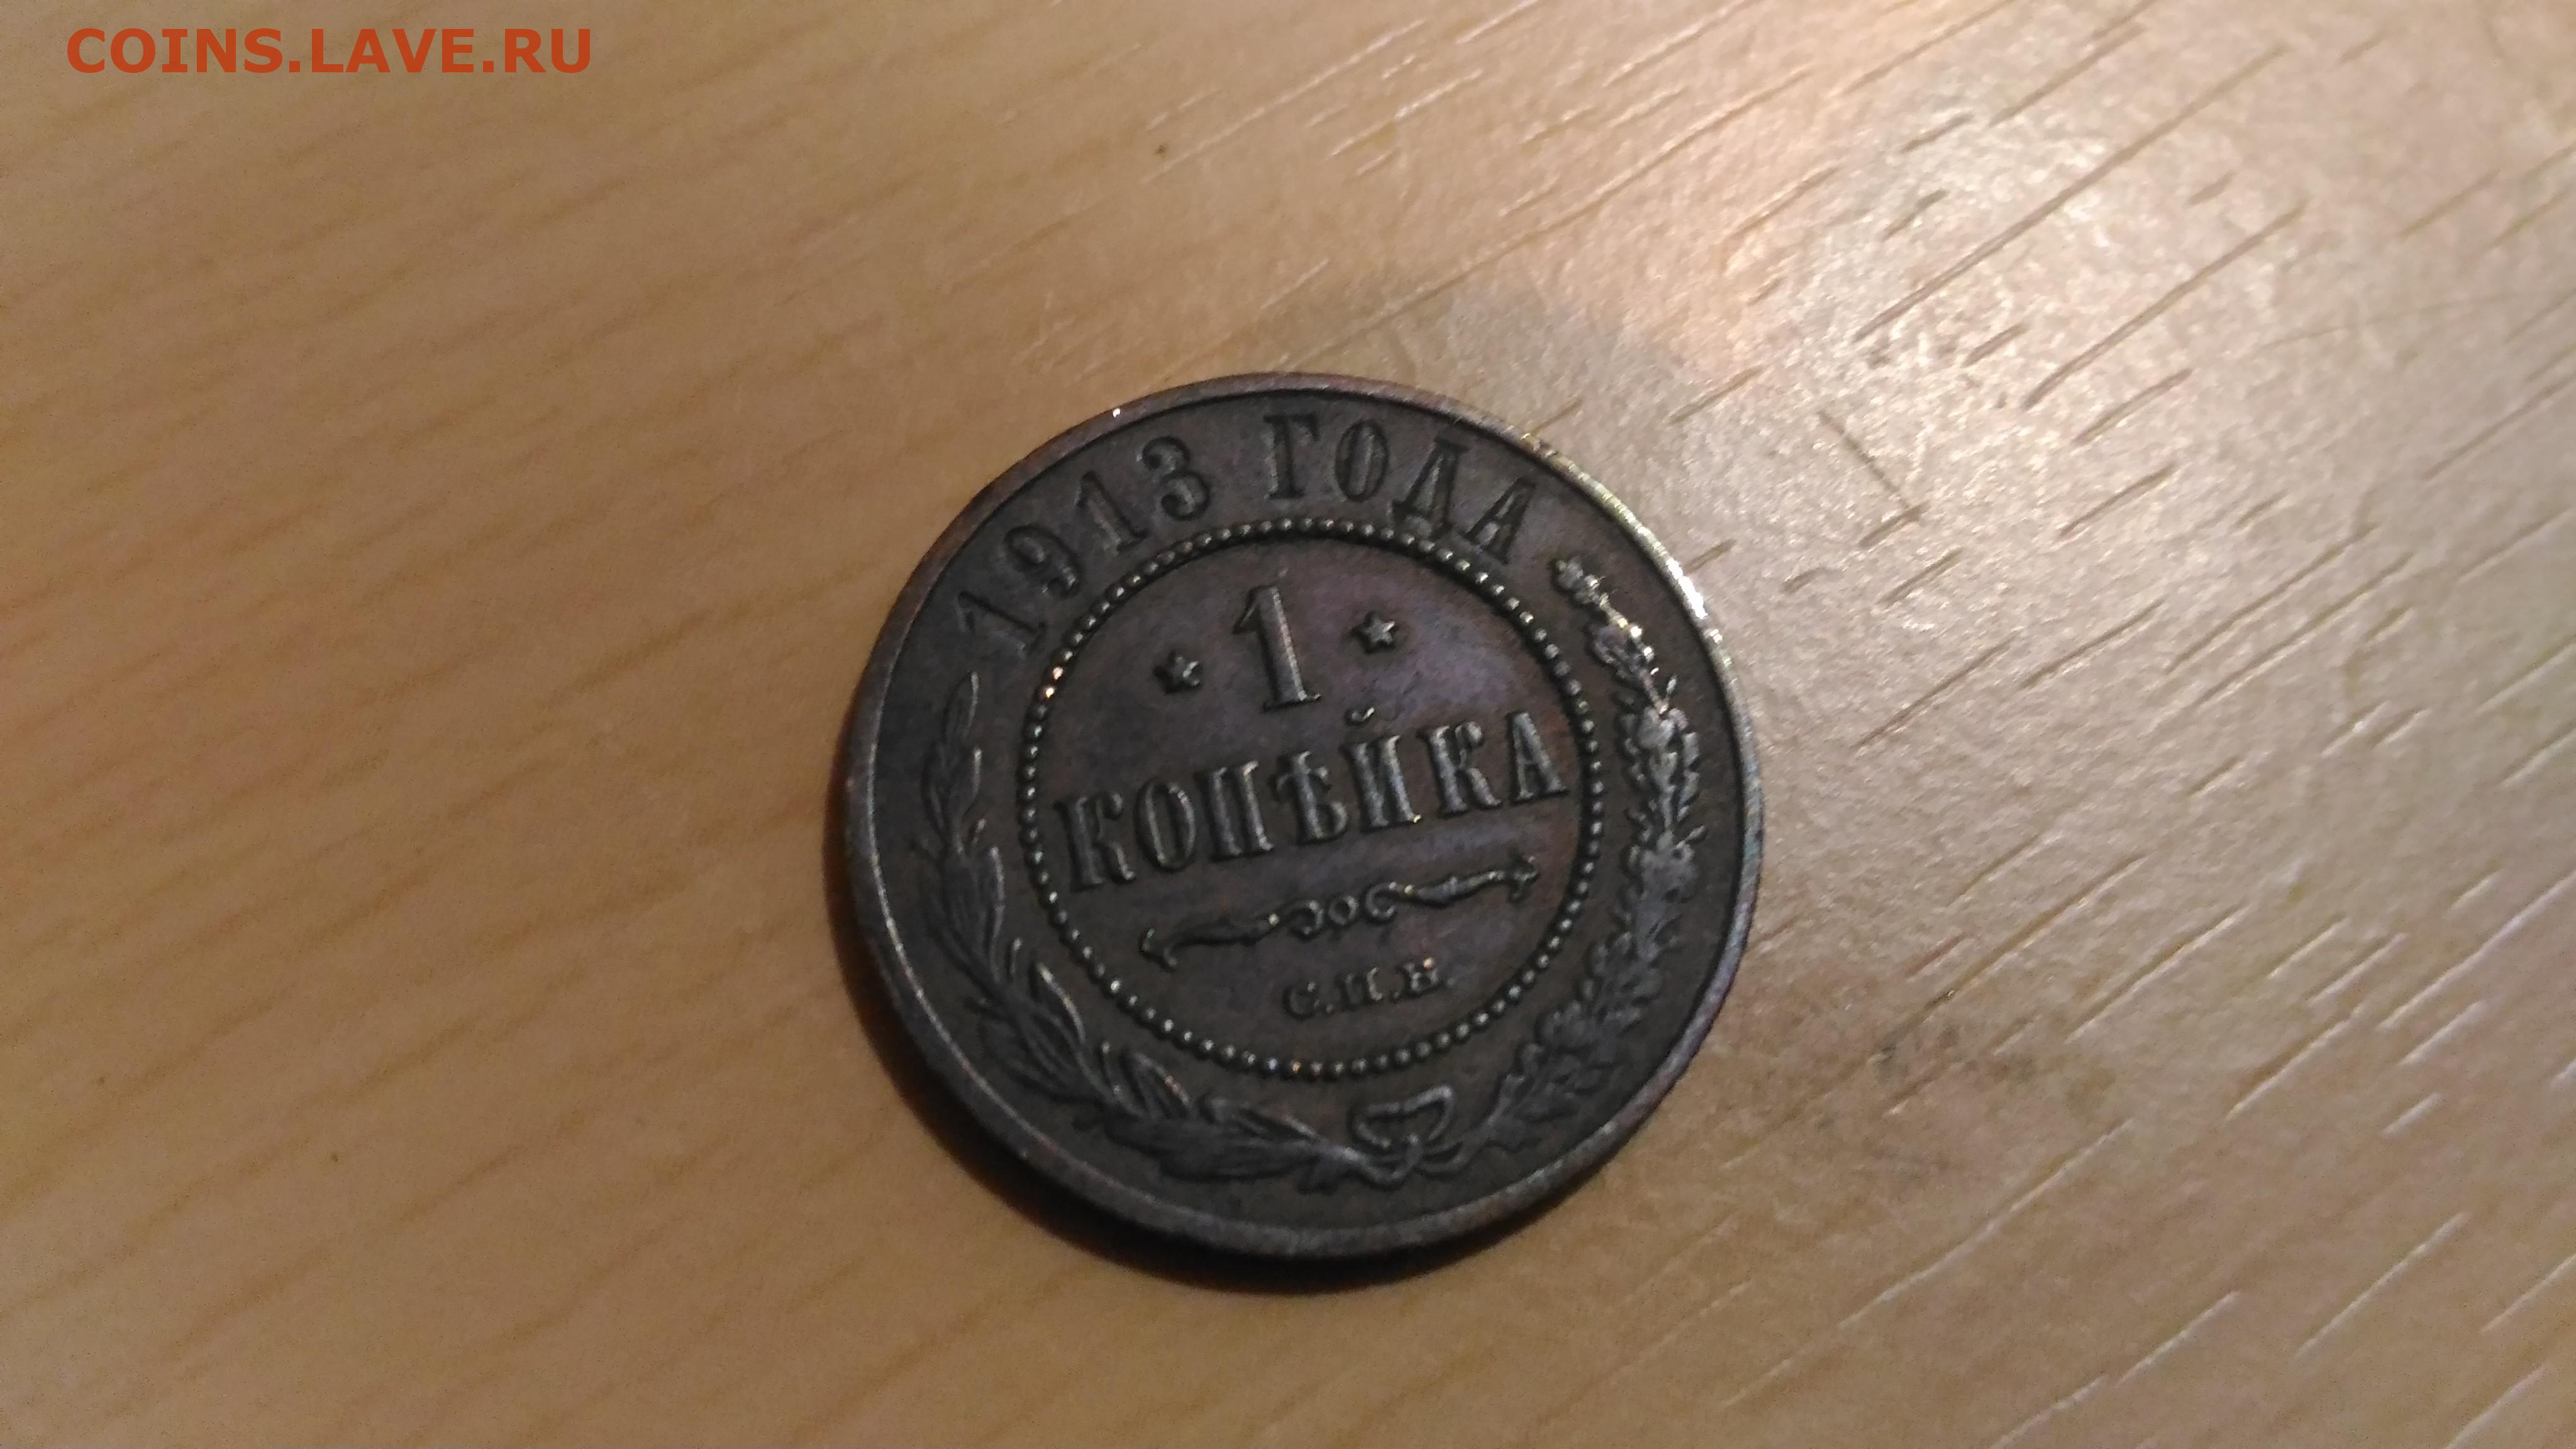 COINS.LAVE.RU
1913 ГОДА
* 1 *
КОПѢЙКА
С.П.Б.